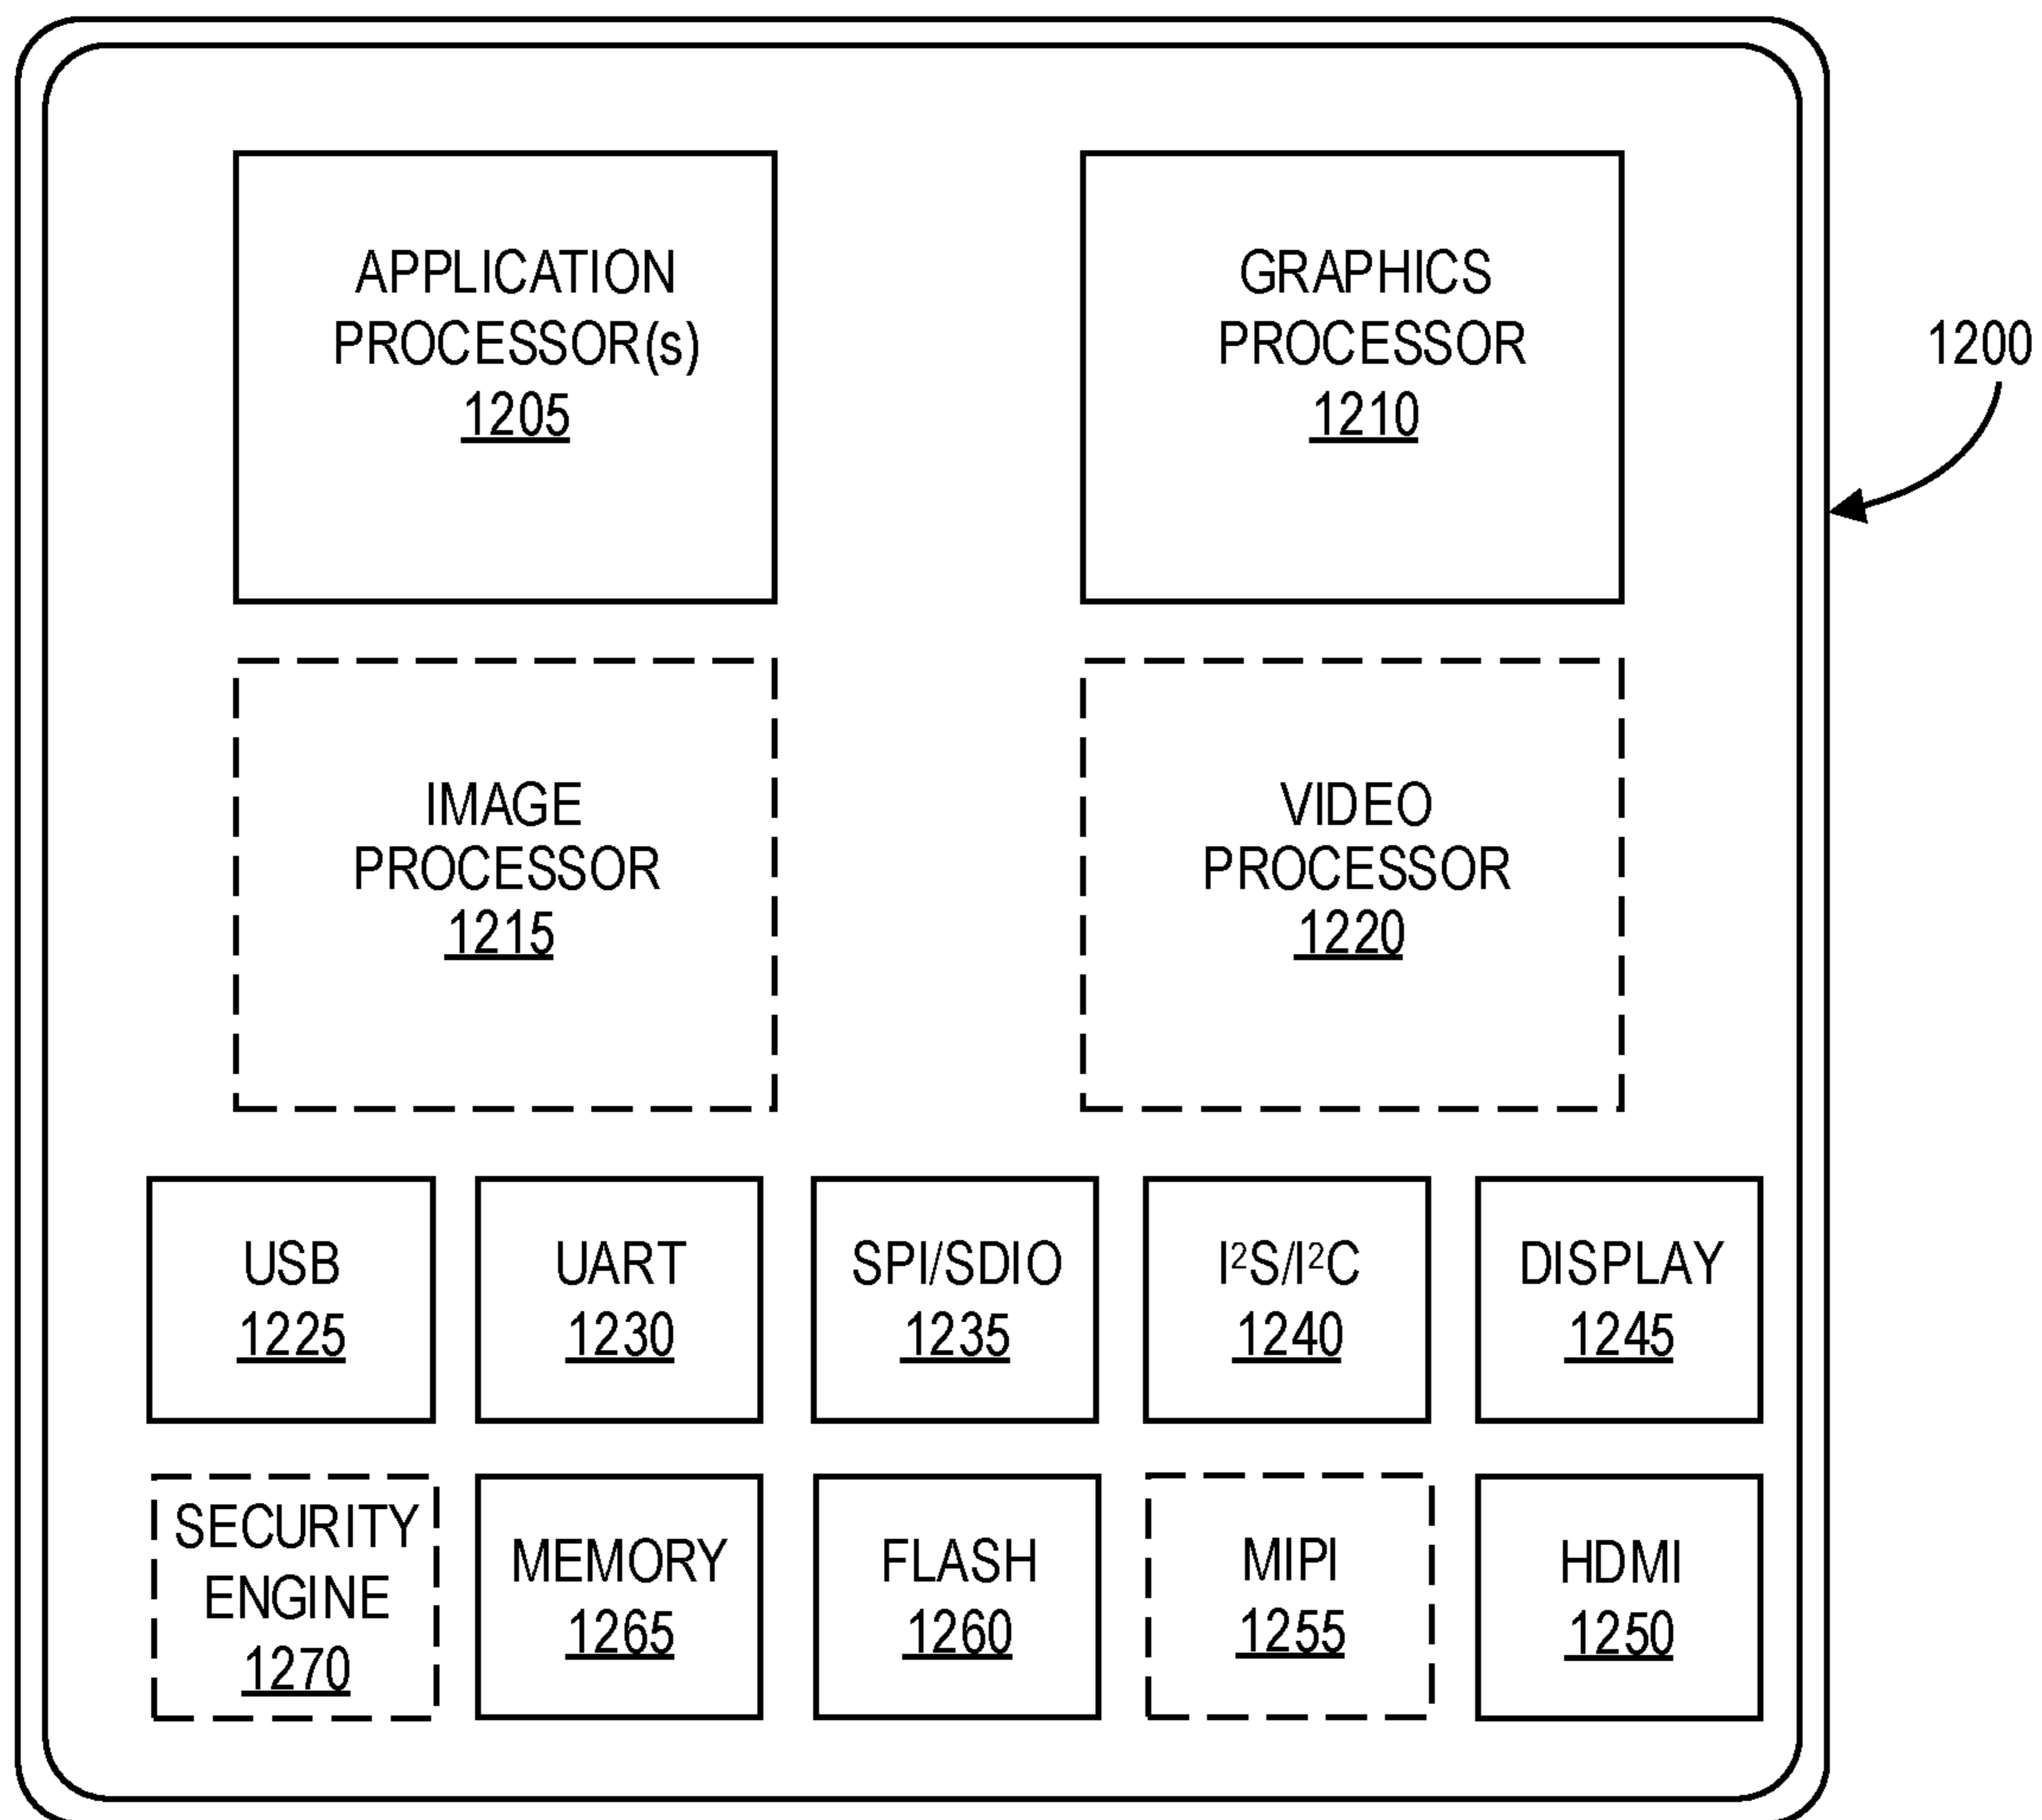 APPLICATION
PROCESSOR(s)
1205
GRAPHICS
PROCESSOR
1210
1200
IMAGE
PROCESSOR
1215
VIDEO
PROCESSOR
1220
USB
1225
UART
1230
SPI/SDIO
1235
I²S/I²C
1240
DISPLAY
1245
SECURITY
ENGINE
1270
MEMORY
1265
FLASH
1260
MIPI
1255
HDMI
1250